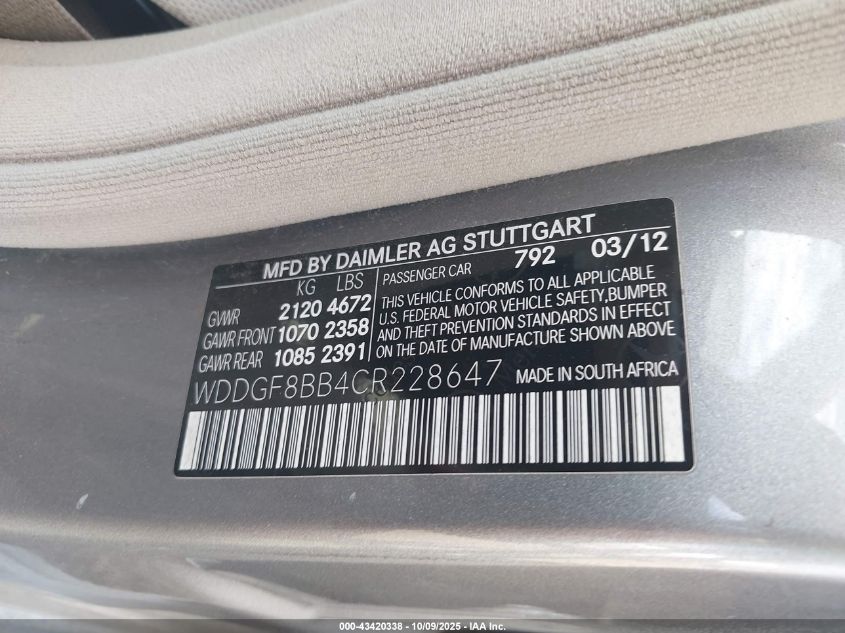 MFD BY DAIMLER AG STUTTGART
KG LBS
GVWR 2120 4672
GAWR FRONT 1070 2358
GAWR REAR 1085 2391
PASSENGER CAR 792 03/12
THIS VEHICLE CONFORMS TO ALL APPLICABLE
U.S. FEDERAL MOTOR VEHICLE SAFETY,BUMPER
AND THEFT PREVENTION STANDARDS IN EFFECT
ON THE DATE OF MANUFACTURE SHOWN ABOVE
WDDGF8BB4CR228647 MADE IN SOUTH AFRICA
000-43420338 - 10/09/2025 - IAA Inc.